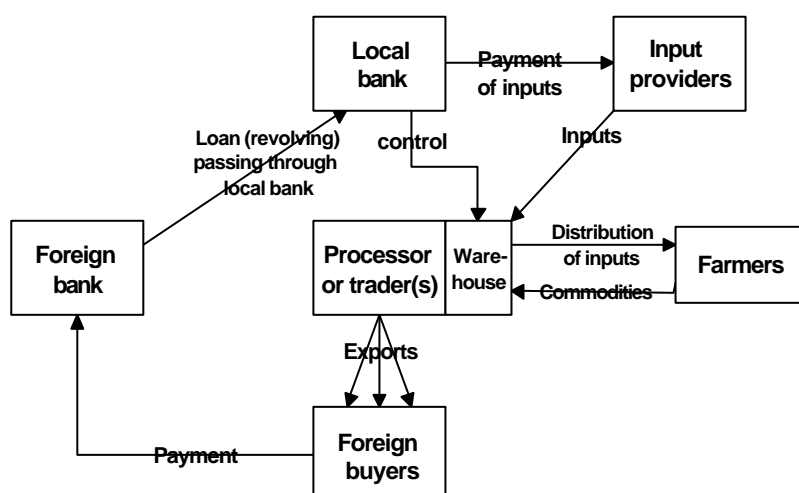 Local
bank
Payment
of inputs
Input
providers
Loan (revolving)
passing through
local bank
control
Inputs
Foreign
bank
Processor
or trader(s)
Ware-
house
Distribution
of inputs
Commodities
Farmers
Exports
Payment
Foreign
buyers